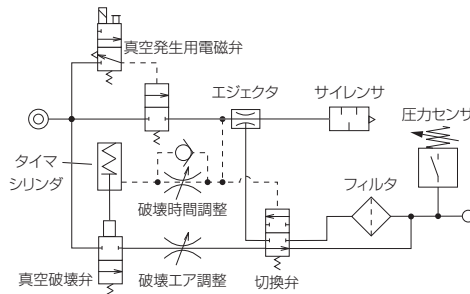 真空発生用電磁弁
エジェクタ
サイレンサ
圧力センサ
タイマ
シリンダ
破壊時間調整
フィルタ
真空破壊弁
破壊エア調整
切換弁